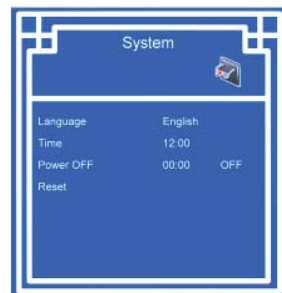 System
Language English
Time 12:00
Power OFF 00:00 OFF
Reset